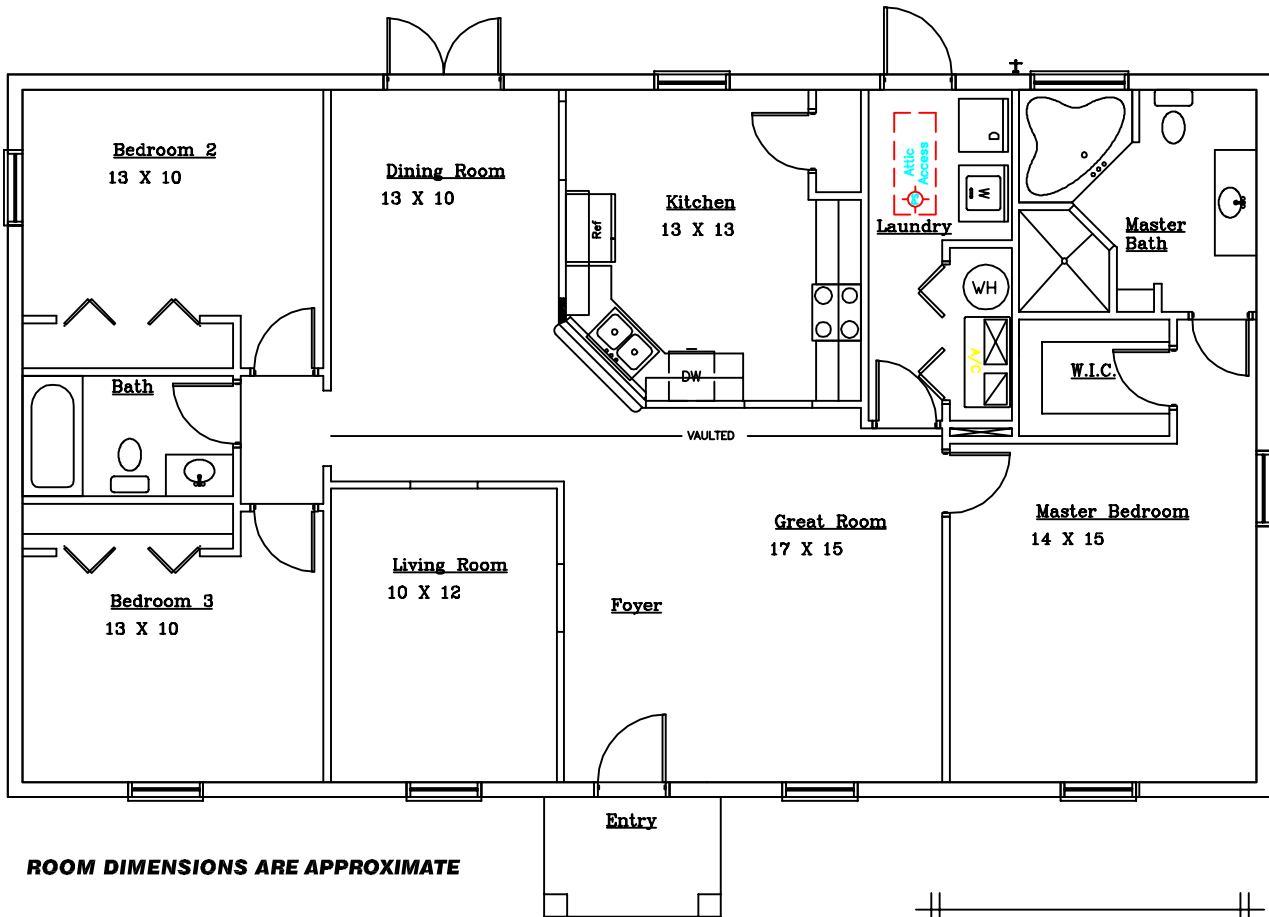 Bedroom 2
13 X 10
Dining Room
13 X 10
Kitchen
13 X 13
Ref
DW
Attic
Access
Laundry
D
W
WH
A/C
Master
Bath
W.I.C.
Bath
VAULTED
Bedroom 3
13 X 10
Living Room
10 X 12
Foyer
Great Room
17 X 15
Master Bedroom
14 X 15
Entry
ROOM DIMENSIONS ARE APPROXIMATE